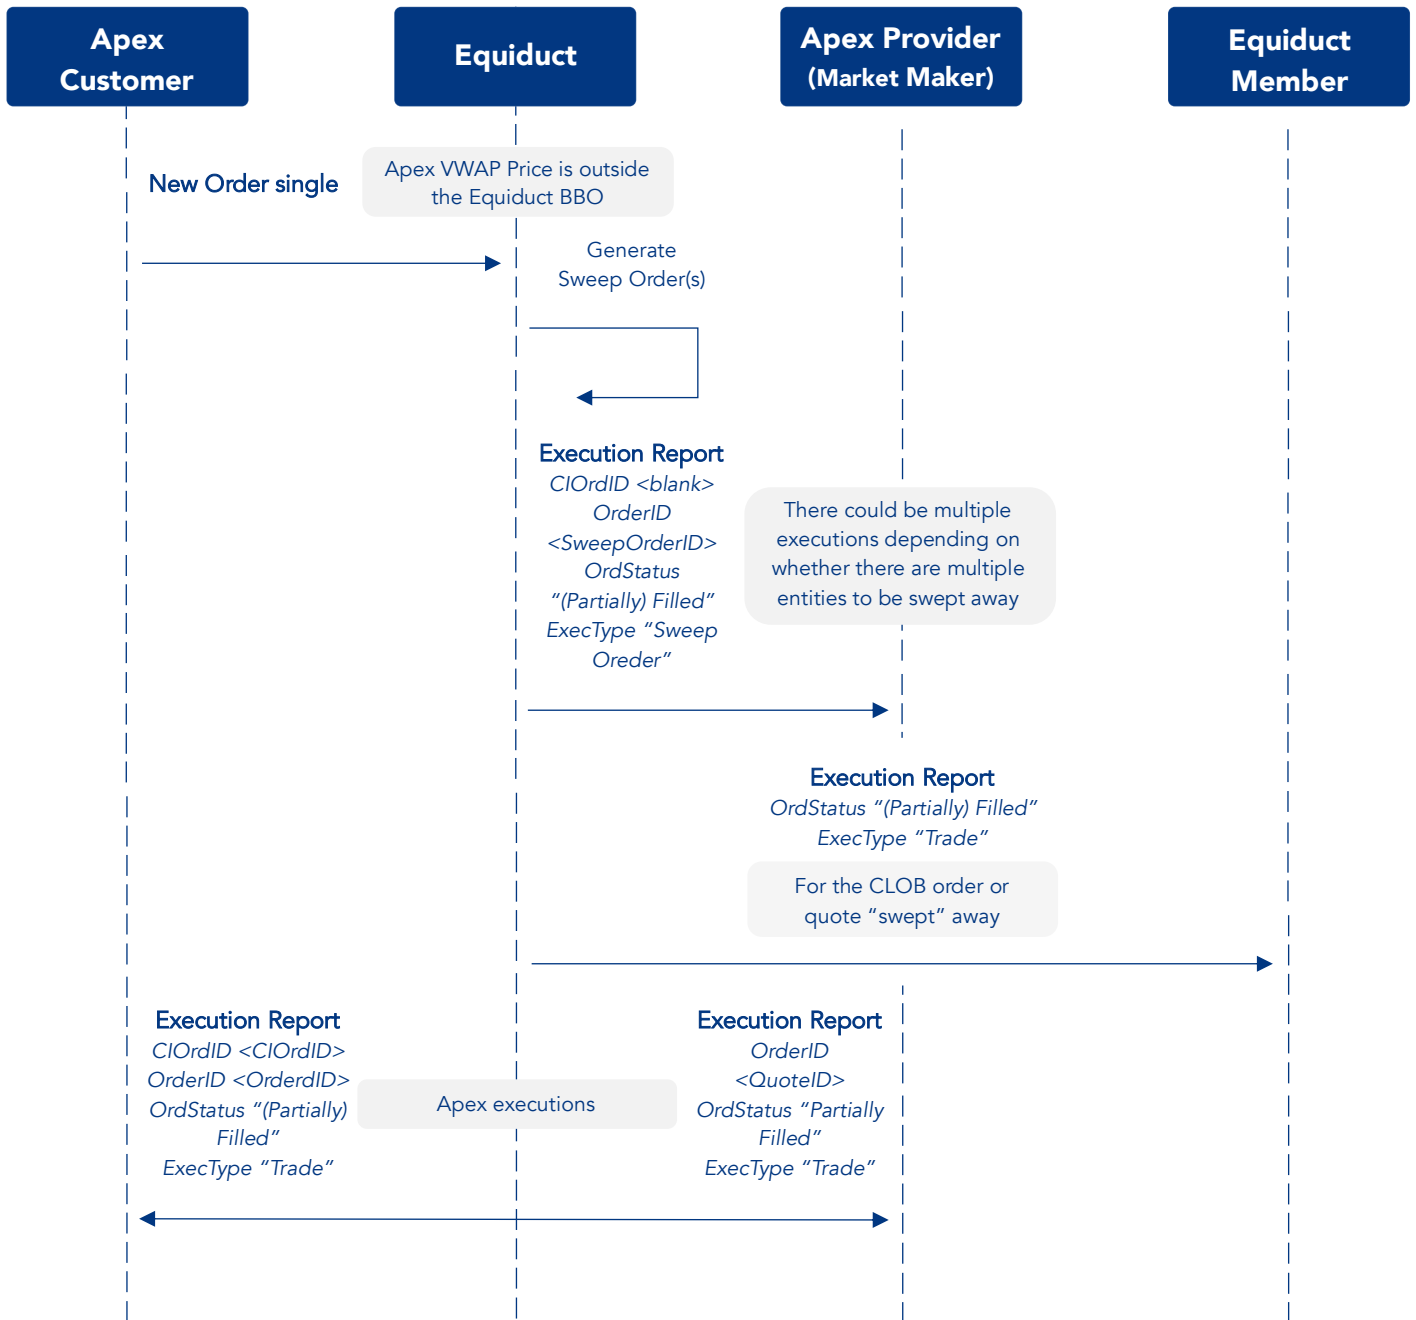 Apex
Customer
Equiduct
Apex Provider
(Market Maker)
Equiduct
Member
New Order single
Apex VWAP Price is outside
the Equiduct BBO
Generate
Sweep Order(s)
Execution Report
CIOrdID <blank>
OrderID
<SweepOrderID>
OrdStatus
“(Partially) Filled”
ExecType “Sweep
Oreder”
There could be multiple
executions depending on
whether there are multiple
entities to be swept away
Execution Report
OrdStatus “(Partially) Filled”
ExecType “Trade”
For the CLOB order or
quote “swept” away
Execution Report
CIOrdID <CIOrdID>
OrderID <OrderdID>
OrdStatus “(Partially)
Filled”
ExecType “Trade”
Apex executions
Execution Report
OrderID
<QuoteID>
OrdStatus “Partially
Filled”
ExecType “Trade”